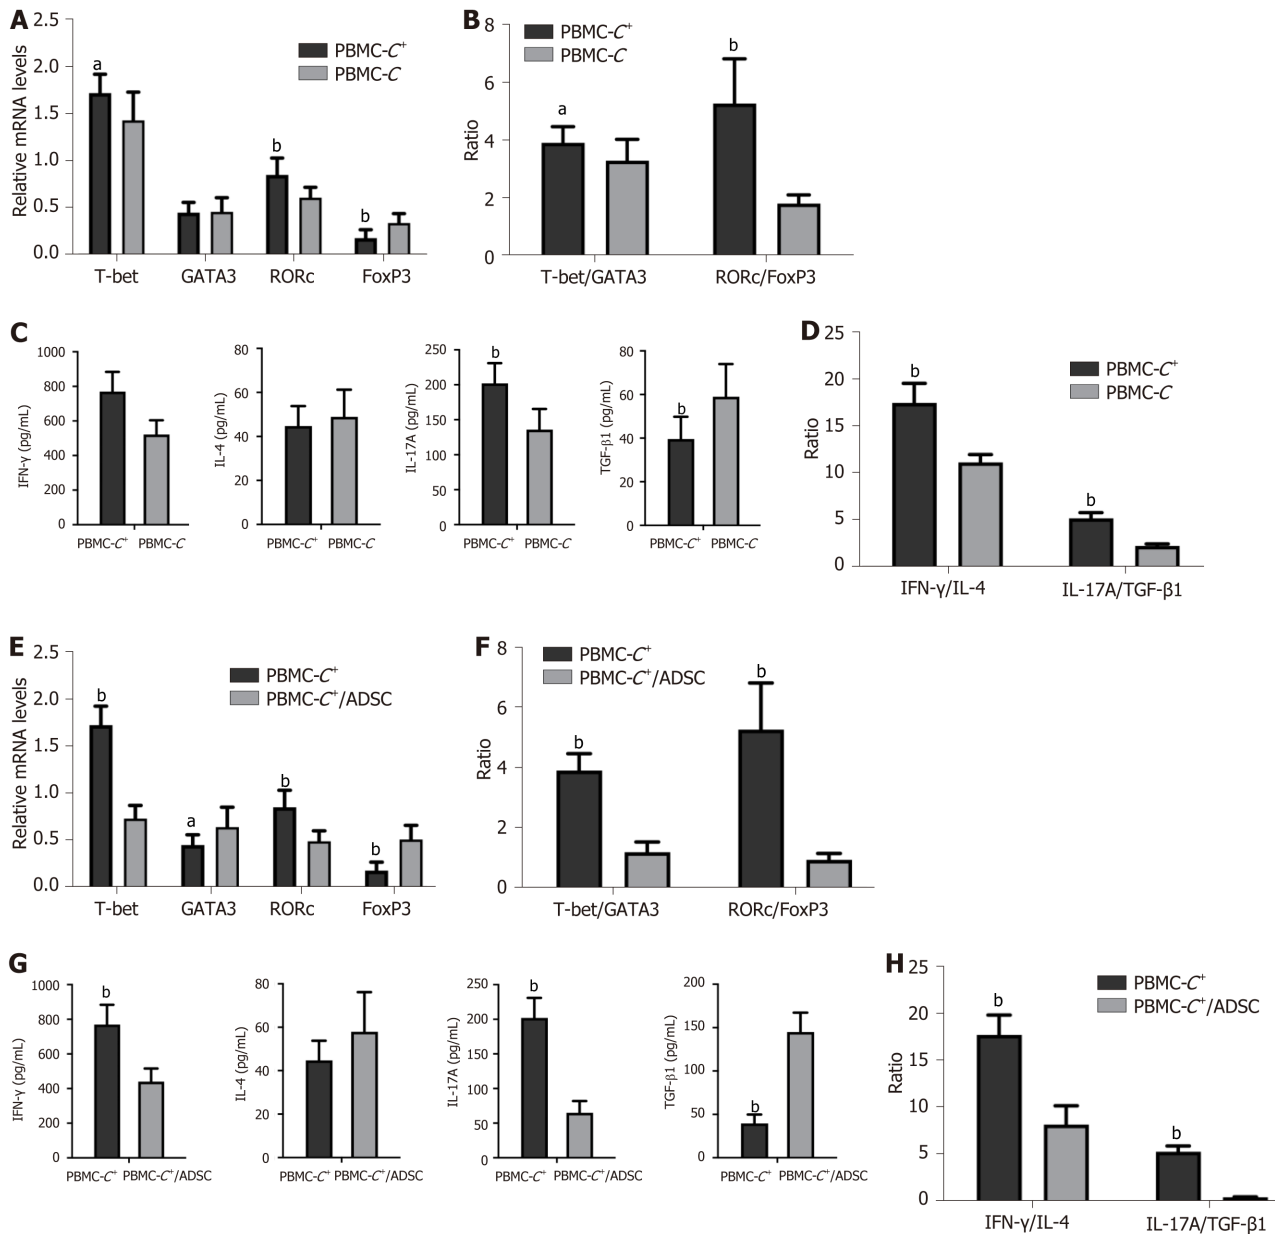 A
2.5
2.0
1.5
1.0
0.5
0.0
Relative mRNA levels
PBMC-C+
PBMC-C
a
b
b
T-bet GATA3 RORc FoxP3
B
8
6
4
2
0
Ratio
PBMC-C+
PBMC-C
a
b
T-bet/GATA3 RORc/FoxP3
C
1000
800
600
400
200
0
IFN-γ (pg/mL)
PBMC-C+ PBMC-C
80
60
40
20
0
IL-4 (pg/mL)
PBMC-C+ PBMC-C
250
200
150
100
50
0
IL-17A (pg/mL)
b
PBMC-C+ PBMC-C
80
60
40
20
0
TGF-β1 (pg/mL)
b
PBMC-C+ PBMC-C
D
25
20
15
10
5
0
Ratio
PBMC-C+
PBMC-C
b
b
IFN-γ/IL-4 IL-17A/TGF-β1
E
2.5
2.0
1.5
1.0
0.5
0.0
Relative mRNA levels
PBMC-C+
PBMC-C+/ADSC
b
a
b
b
T-bet GATA3 RORc FoxP3
F
8
6
4
2
0
Ratio
PBMC-C+
PBMC-C+/ADSC
b
b
T-bet/GATA3 RORc/FoxP3
G
1000
800
600
400
200
0
IFN-γ (pg/mL)
b
PBMC-C+ PBMC-C+/ADSC
80
60
40
20
0
IL-4 (pg/mL)
PBMC-C+ PBMC-C+/ADSC
250
200
150
100
50
0
IL-17A (pg/mL)
b
PBMC-C+ PBMC-C+/ADSC
200
150
100
50
0
TGF-β1 (pg/mL)
b
PBMC-C+ PBMC-C+/ADSC
H
25
20
15
10
5
0
Ratio
PBMC-C+
PBMC-C+/ADSC
b
b
IFN-γ/IL-4 IL-17A/TGF-β1